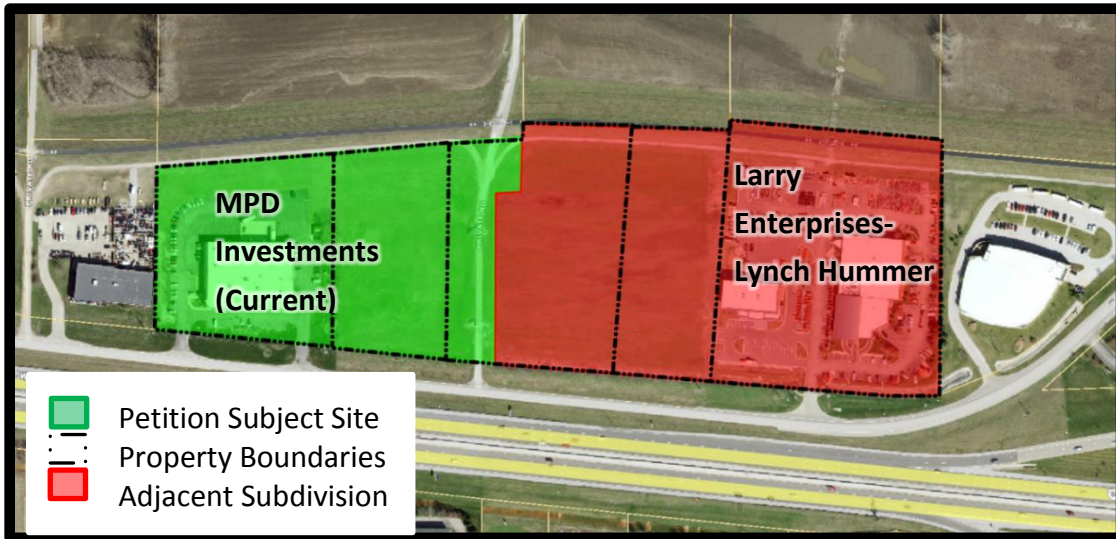 MPD
Investments
(Current)
Larry
Enterprises-
Lynch Hummer
Petition Subject Site
Property Boundaries
Adjacent Subdivision